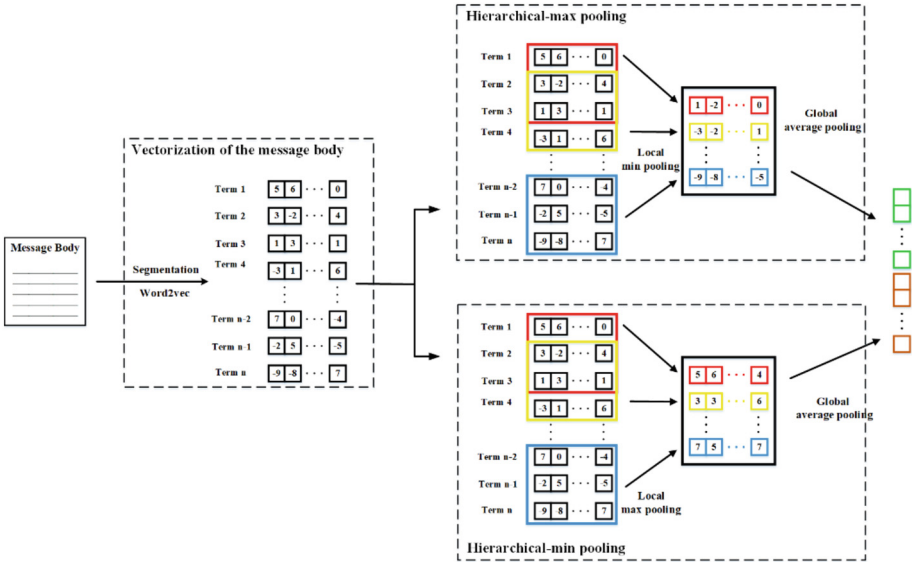 Message Body
Segmentation
Word2vec
Vectorization of the message body
Term 1 5 6 · · · 0
Term 2 3 -2 · · · 4
Term 3 1 3 · · · 1
Term 4 -3 1 · · · 6
Term n-2 7 0 · · · -4
Term n-1 -2 5 · · · -5
Term n -9 -8 · · · 7
Hierarchical-max pooling
Term 1 5 6 · · · 0
Term 2 3 -2 · · · 4
Term 3 1 3 · · · 1
Term 4 -3 1 · · · 6
Term n-2 7 0 · · · -4
Term n-1 -2 5 · · · -5
Term n -9 -8 · · · 7
Local
min pooling
1 -2 · · · 0
-3 -2 · · · 1
-9 -8 · · · -5
Global
average pooling
Term 1 5 6 · · · 0
Term 2 3 -2 · · · 4
Term 3 1 3 · · · 1
Term 4 -3 1 · · · 6
Term n-2 7 0 · · · -4
Term n-1 -2 5 · · · -5
Term n -9 8 · · · 7
Local
max pooling
5 6 · · · 4
3 3 · · · 6
7 5 · · · 7
Global
average pooling
Hierarchical-min pooling